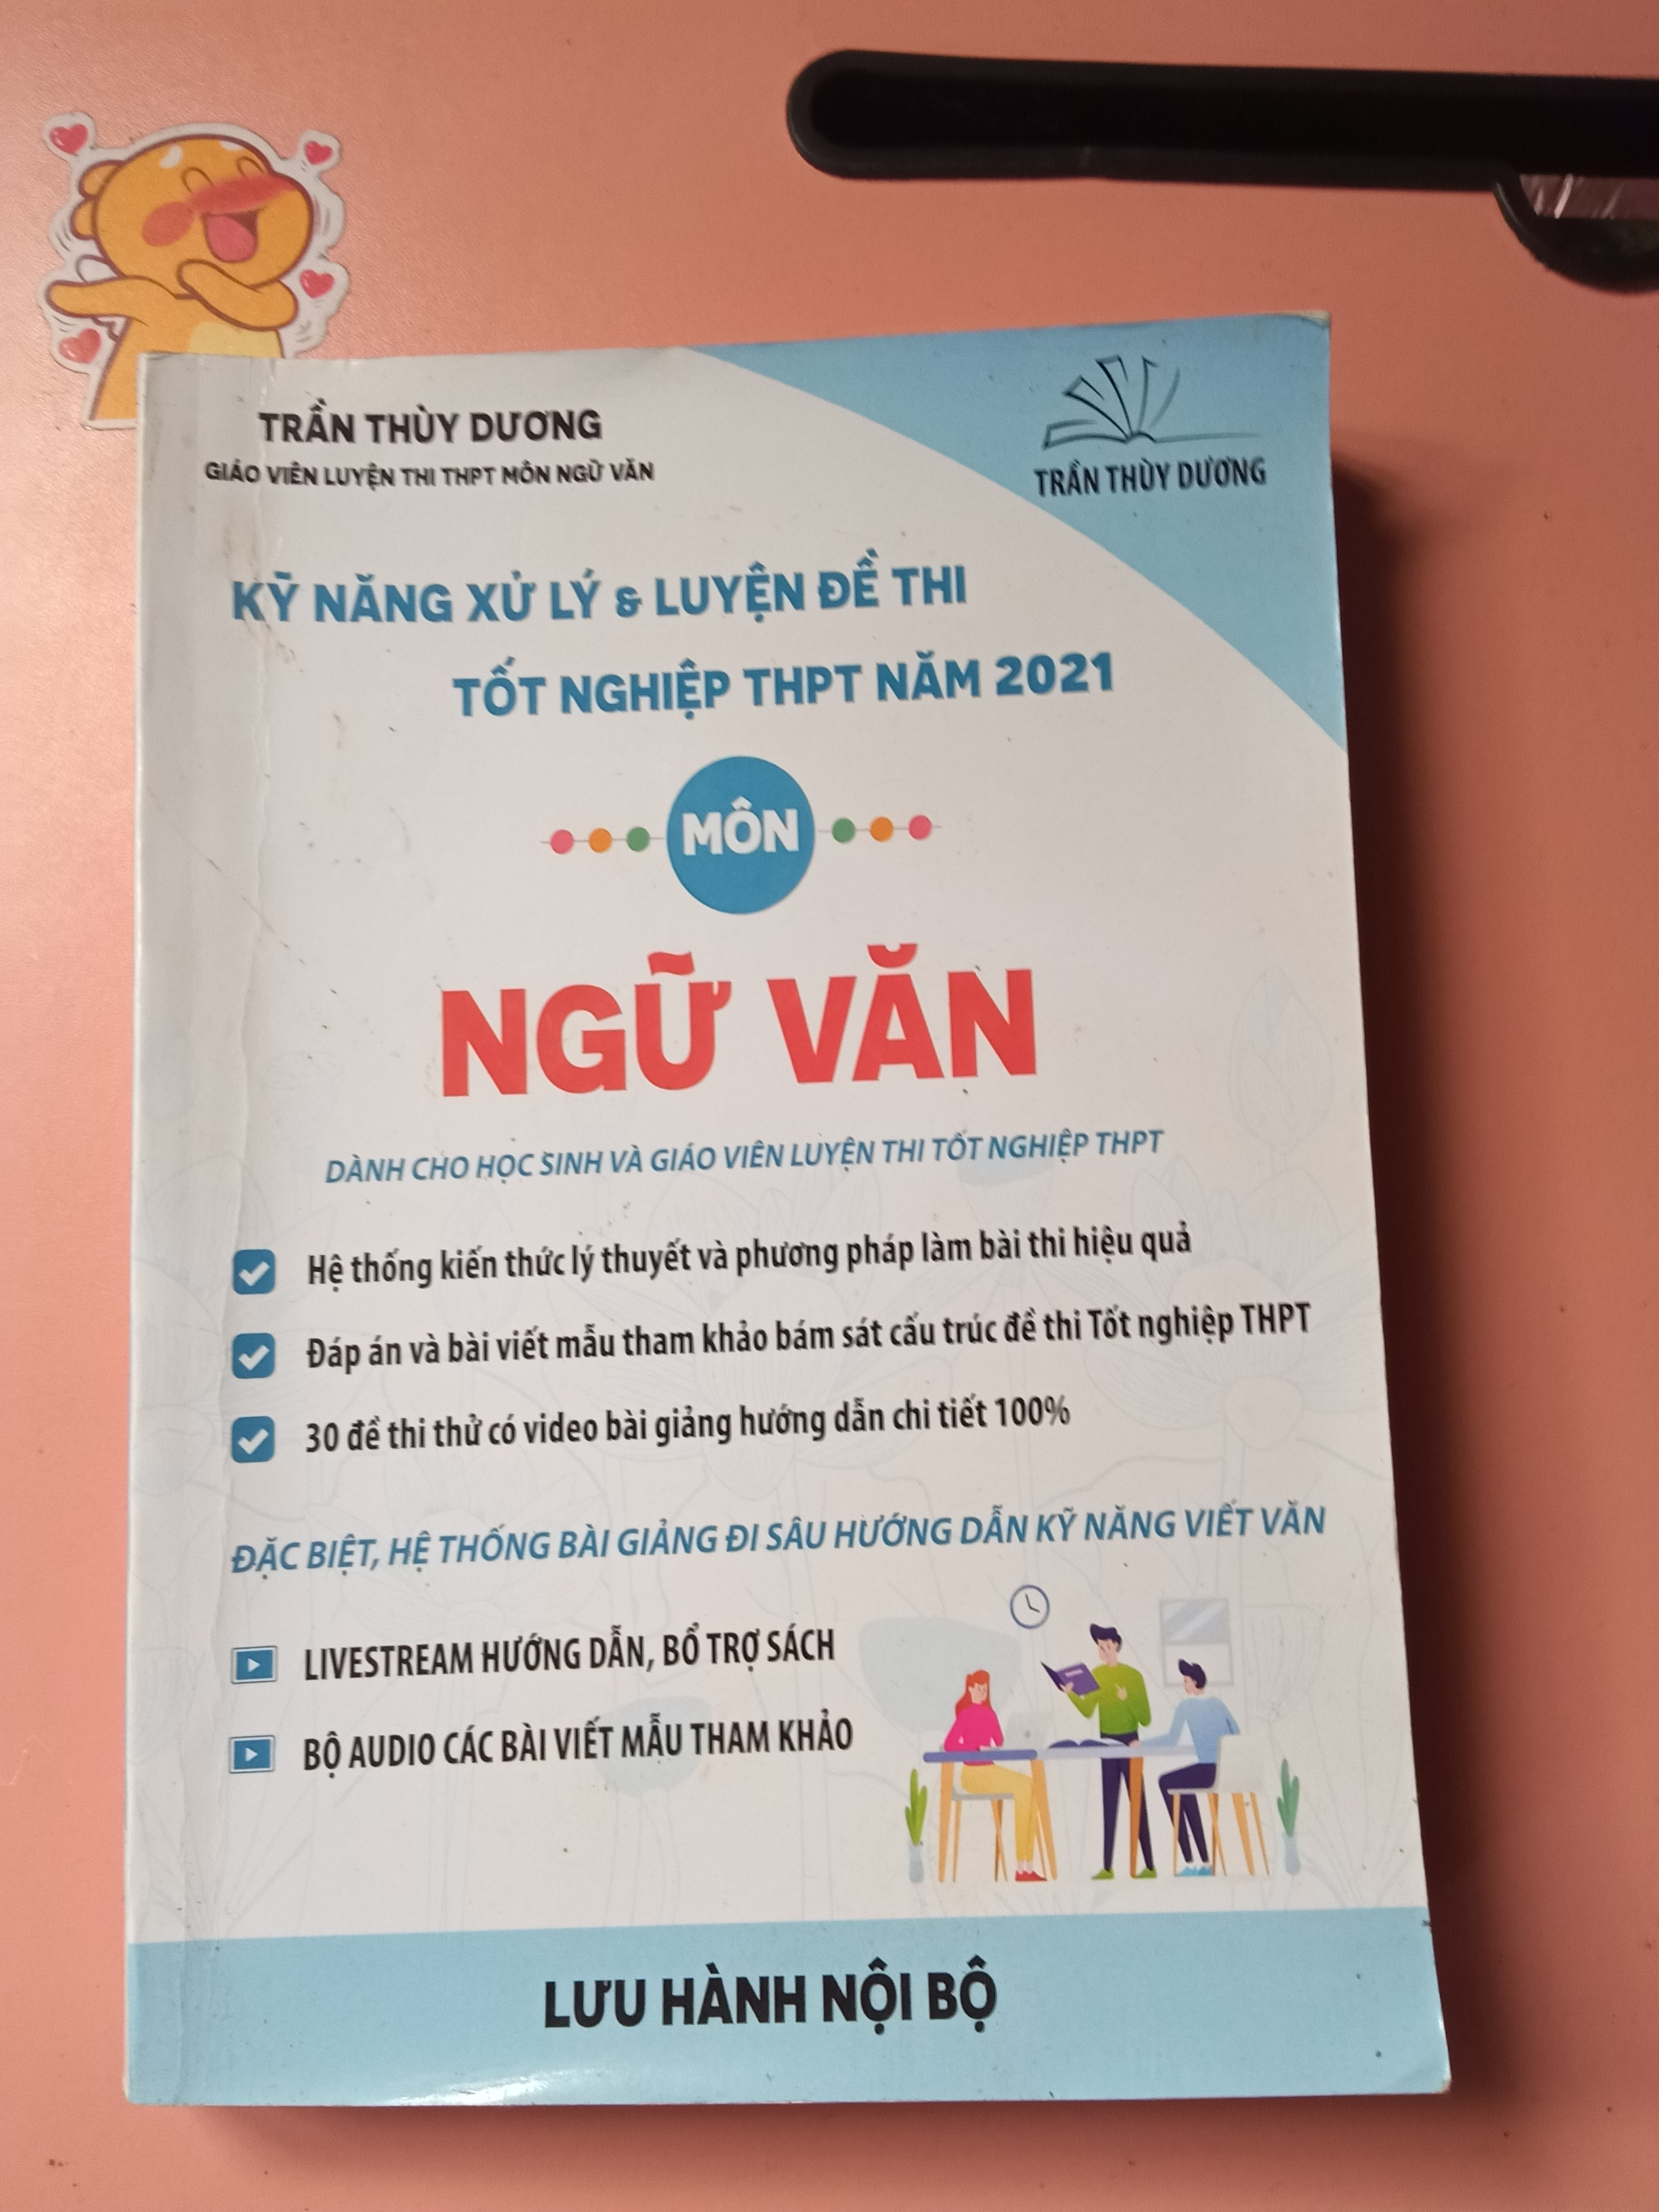 TRẦN THÙY DƯƠNG
GIÁO VIÊN LUYỆN THI THPT MÔN NGỮ VĂN
TRẦN THÙY DƯƠNG
KỸ NĂNG XỬ LÝ & LUYỆN ĐỀ THI
TỐT NGHIỆP THPT NĂM 2021
MÔN
NGỮ VĂN
DÀNH CHO HỌC SINH VÀ GIÁO VIÊN LUYỆN THI TỐT NGHIỆP THPT
Hệ thống kiến thức lý thuyết và phương pháp làm bài thi hiệu quả
Đáp án và bài viết mẫu tham khảo bám sát cấu trúc đề thi Tốt nghiệp THPT
30 đề thi thử có video bài giảng hướng dẫn chi tiết 100%
ĐẶC BIỆT, HỆ THỐNG BÀI GIẢNG ĐI SÂU HƯỚNG DẪN KỸ NĂNG VIẾT VĂN
LIVESTREAM HƯỚNG DẪN, BỔ TRỢ SÁCH
BỘ AUDIO CÁC BÀI VIẾT MẪU THAM KHẢO
LƯU HÀNH NỘI BỘ